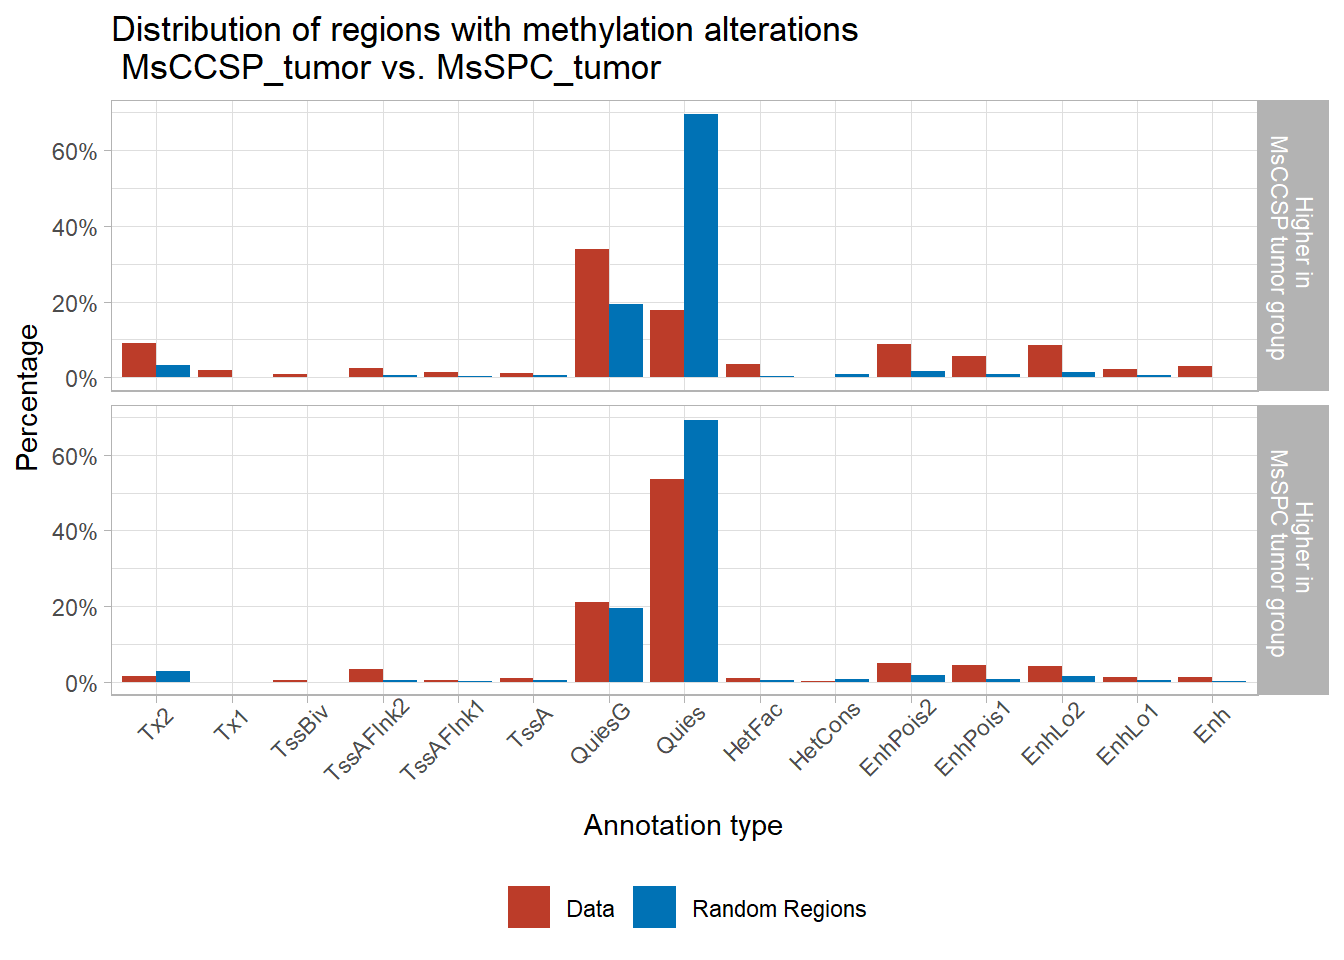 Distribution of regions with methylation alterations
MsCCSP_tumor vs. MsSPC_tumor
Percentage
60%
40%
20%
0%
Higher in
MsCCSP tumor group
60%
40%
20%
0%
Higher in
MsSPC tumor group
Tx2
Tx1
TssBiv
TssAFlnk2
TssAFlnk1
TssA
QuiesG
Quies
HetFac
HetCons
EnhPois2
EnhPois1
EnhLo2
EnhLo1
Enh
Annotation type
Data
Random Regions